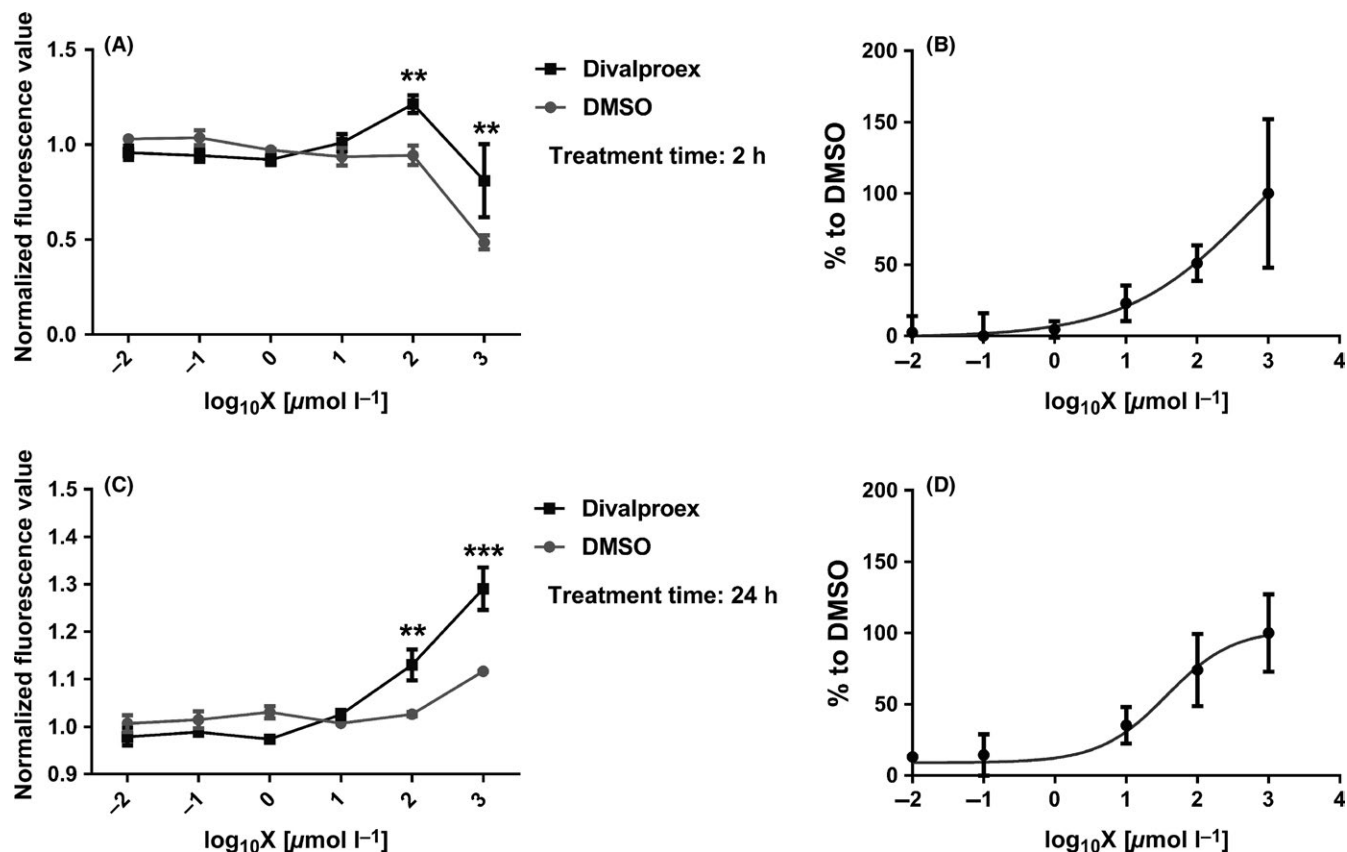 (A)
Normalized fluorescence value
1.5
1.0
0.5
0.0
**
**
–2
–1
0
1
2
3
log₁₀X [µmol l⁻¹]
Divalproex
DMSO
Treatment time: 2 h
(B)
% to DMSO
200
150
100
50
0
–2
–1
0
1
2
3
4
log₁₀X [µmol l⁻¹]
(C)
Normalized fluorescence value
1.5
1.4
1.3
1.2
1.1
1.0
0.9
**
***
–2
–1
0
1
2
3
log₁₀X [µmol l⁻¹]
Divalproex
DMSO
Treatment time: 24 h
(D)
% to DMSO
200
150
100
50
0
–2
–1
0
1
2
3
4
log₁₀X [µmol l⁻¹]